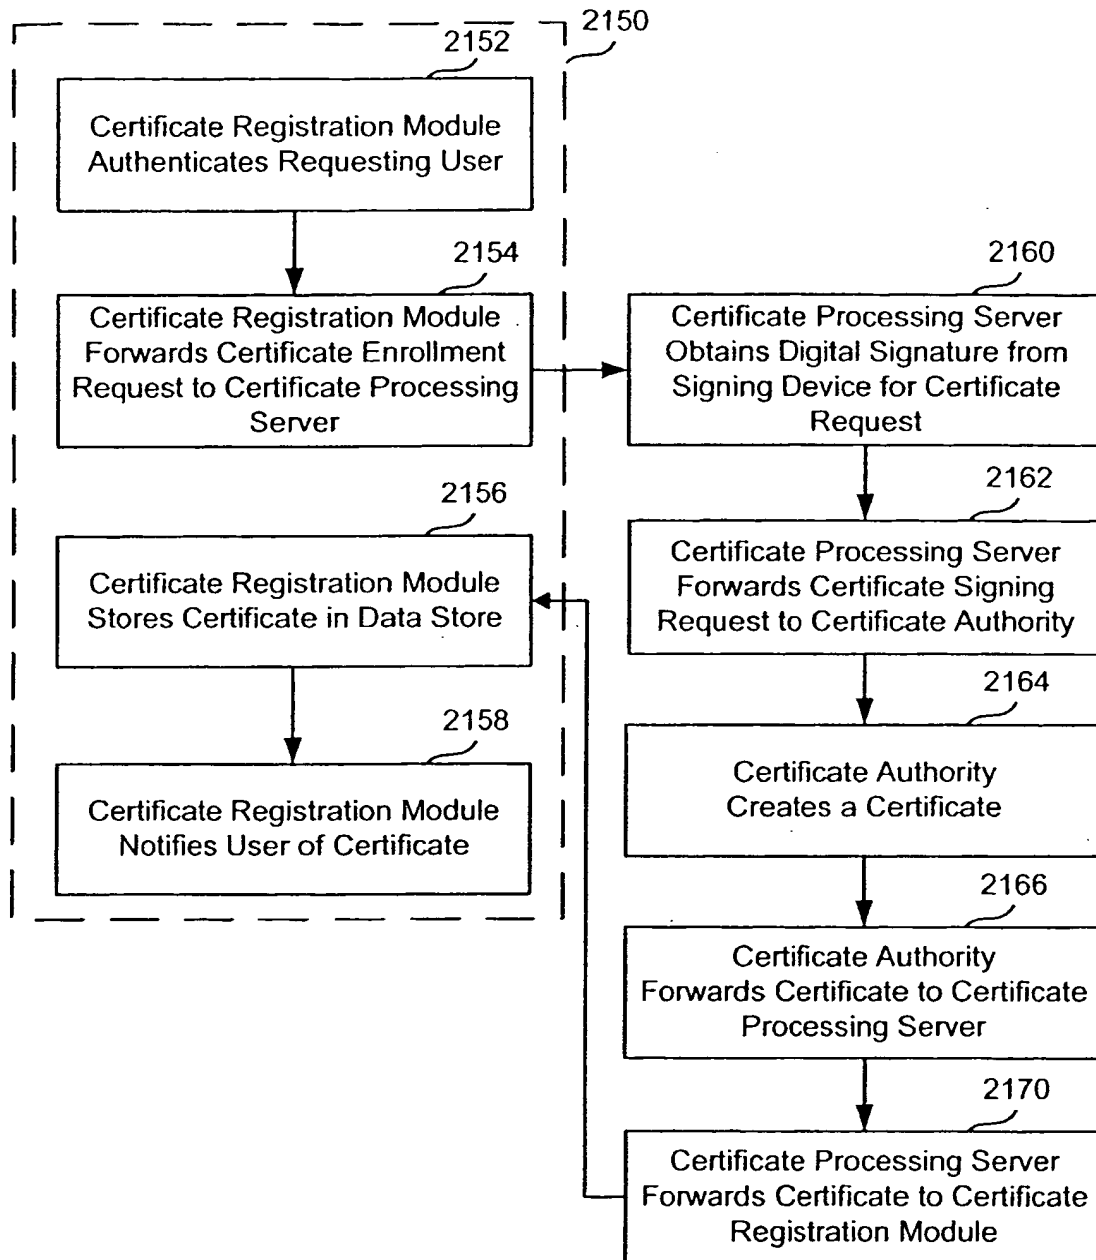 2150
2152
Certificate Registration Module
Authenticates Requesting User
2154
Certificate Registration Module
Forwards Certificate Enrollment
Request to Certificate Processing
Server
2156
Certificate Registration Module
Stores Certificate in Data Store
2158
Certificate Registration Module
Notifies User of Certificate
2160
Certificate Processing Server
Obtains Digital Signature from
Signing Device for Certificate
Request
2162
Certificate Processing Server
Forwards Certificate Signing
Request to Certificate Authority
2164
Certificate Authority
Creates a Certificate
2166
Certificate Authority
Forwards Certificate to Certificate
Processing Server
2170
Certificate Processing Server
Forwards Certificate to Certificate
Registration Module